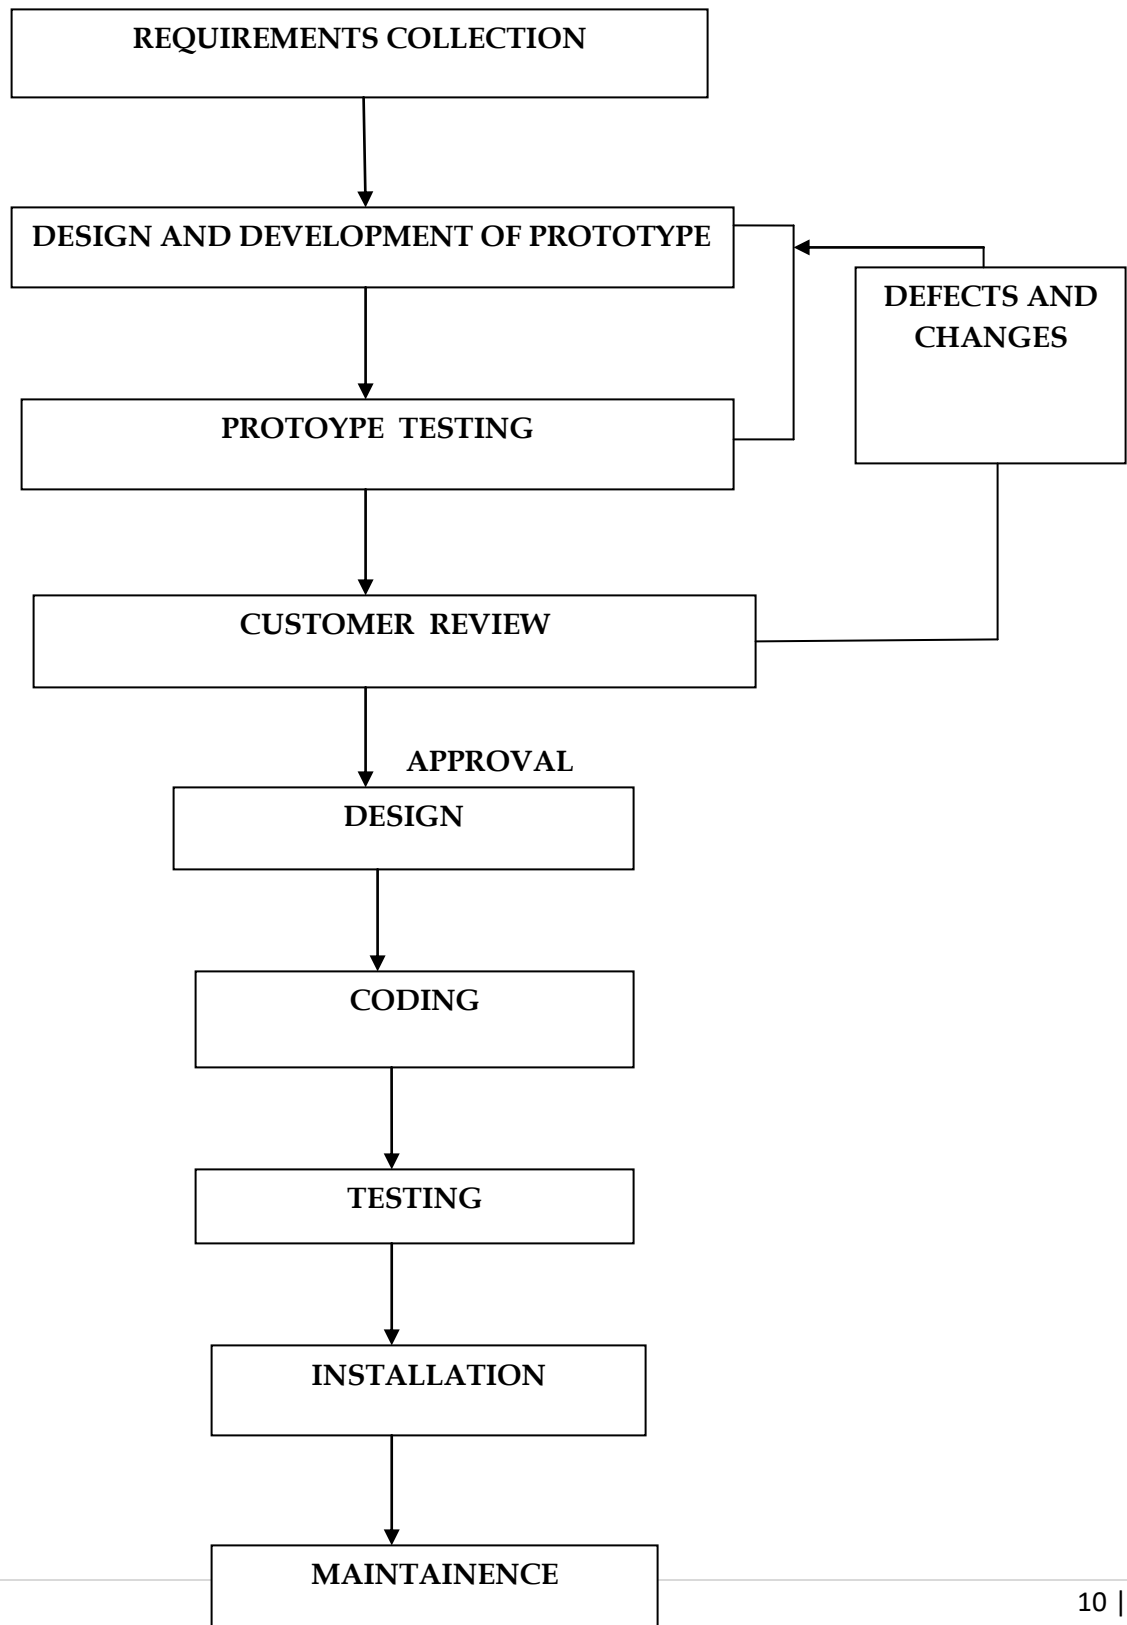 REQUIREMENTS COLLECTION
DESIGN AND DEVELOPMENT OF PROTOTYPE
DEFECTS AND
CHANGES
PROTOYPE TESTING
CUSTOMER REVIEW
APPROVAL
DESIGN
CODING
TESTING
INSTALLATION
MAINTAINENCE
10 |